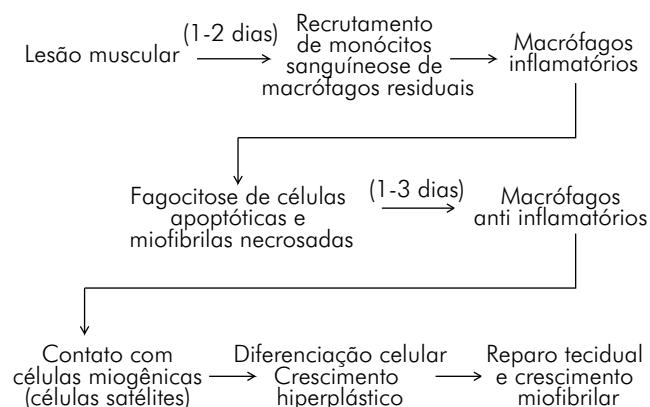 Lesão muscular
(1-2 dias)
Recrutamento
de monócitos
sanguíneose de
macrófagos residuais
Macrófagos
inflamatórios
Fagocitose de células
apoptóticas e
miofibrilas necrosadas
(1-3 dias)
Macrófagos
anti inflamatórios
Contato com
células miogênicas
(células satélites)
Diferenciação celular
Crescimento
hiperplástico
Reparo tecidual
e crescimento
miofibrilar